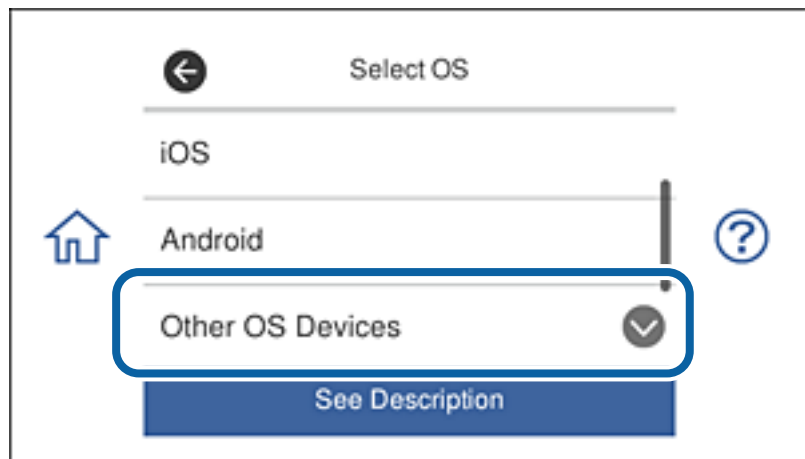 Select OS
iOS
Android
Other OS Devices
See Description